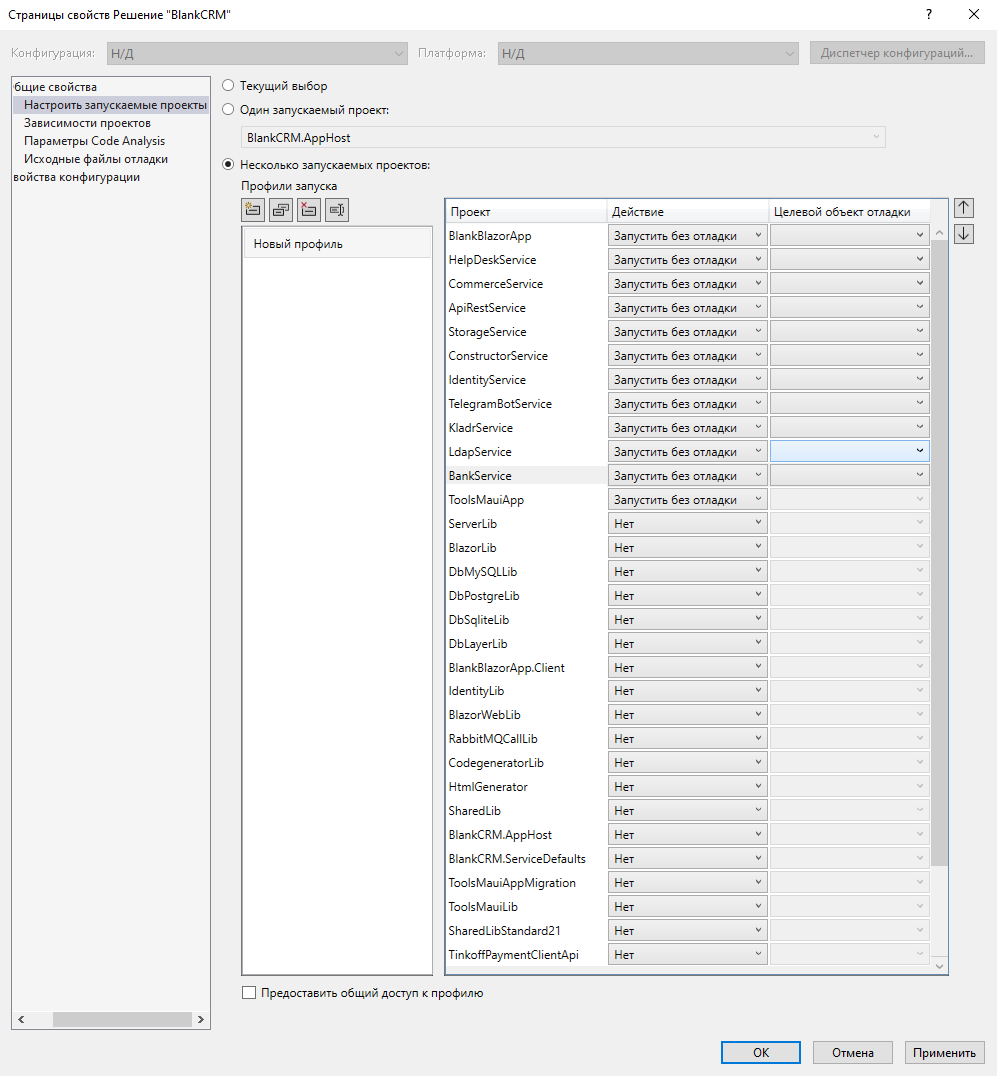 Страницы свойств Решение "BlankCRM"
?
Конфигурация: Н/Д Платформа: Н/Д Диспетчер конфигураций...
бщие свойства
Настроить запускаемые проекты
Зависимости проектов
Параметры Code Analysis
Исходные файлы отладки
войства конфигурации
Текущий выбор
Один запускаемый проект:
BlankCRM.AppHost
Несколько запускаемых проектов:
Профили запуска
Новый профиль
Проект Действие Целевой объект отладки
BlankBlazorApp Запустить без отладки
HelpDeskService Запустить без отладки
CommerceService Запустить без отладки
ApiRestService Запустить без отладки
StorageService Запустить без отладки
ConstructorService Запустить без отладки
IdentityService Запустить без отладки
TelegramBotService Запустить без отладки
KladrService Запустить без отладки
LdapService Запустить без отладки
BankService Запустить без отладки
ToolsMauiApp Запустить без отладки
ServerLib Нет
BlazorLib Нет
DbMySQLLib Нет
DbPostgreLib Нет
DbSqliteLib Нет
DbLayerLib Нет
BlankBlazorApp.Client Нет
IdentityLib Нет
BlazorWebLib Нет
RabbitMQCallLib Нет
CodegeneratorLib Нет
HtmlGenerator Нет
SharedLib Нет
BlankCRM.AppHost Нет
BlankCRM.ServiceDefaults Нет
ToolsMauiAppMigration Нет
ToolsMauiLib Нет
SharedLibStandard21 Нет
TinkoffPaymentClientApi Нет
Предоставить общий доступ к профилю
OK Отмена Применить